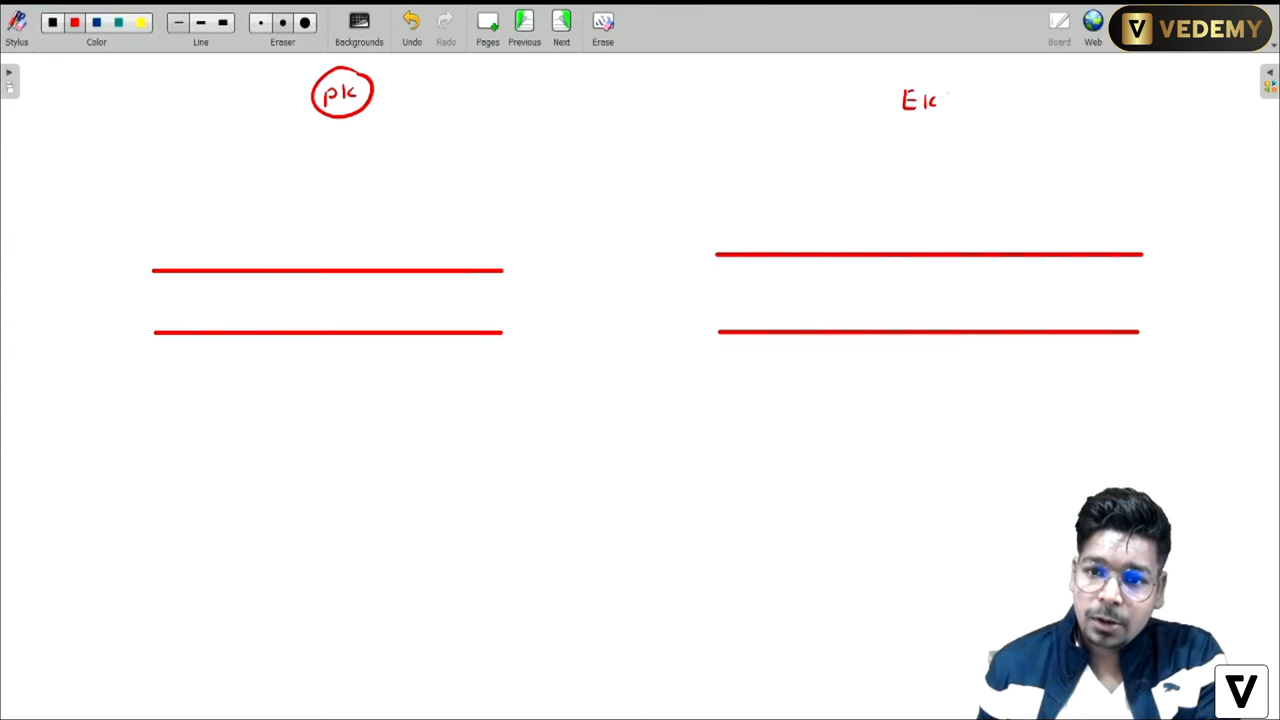 Stylus
Color
Line
Eraser
Backgrounds
Undo
Redo
Pages
Previous
Next
Erase
Board
Web
VEDEMY
pk
Ek